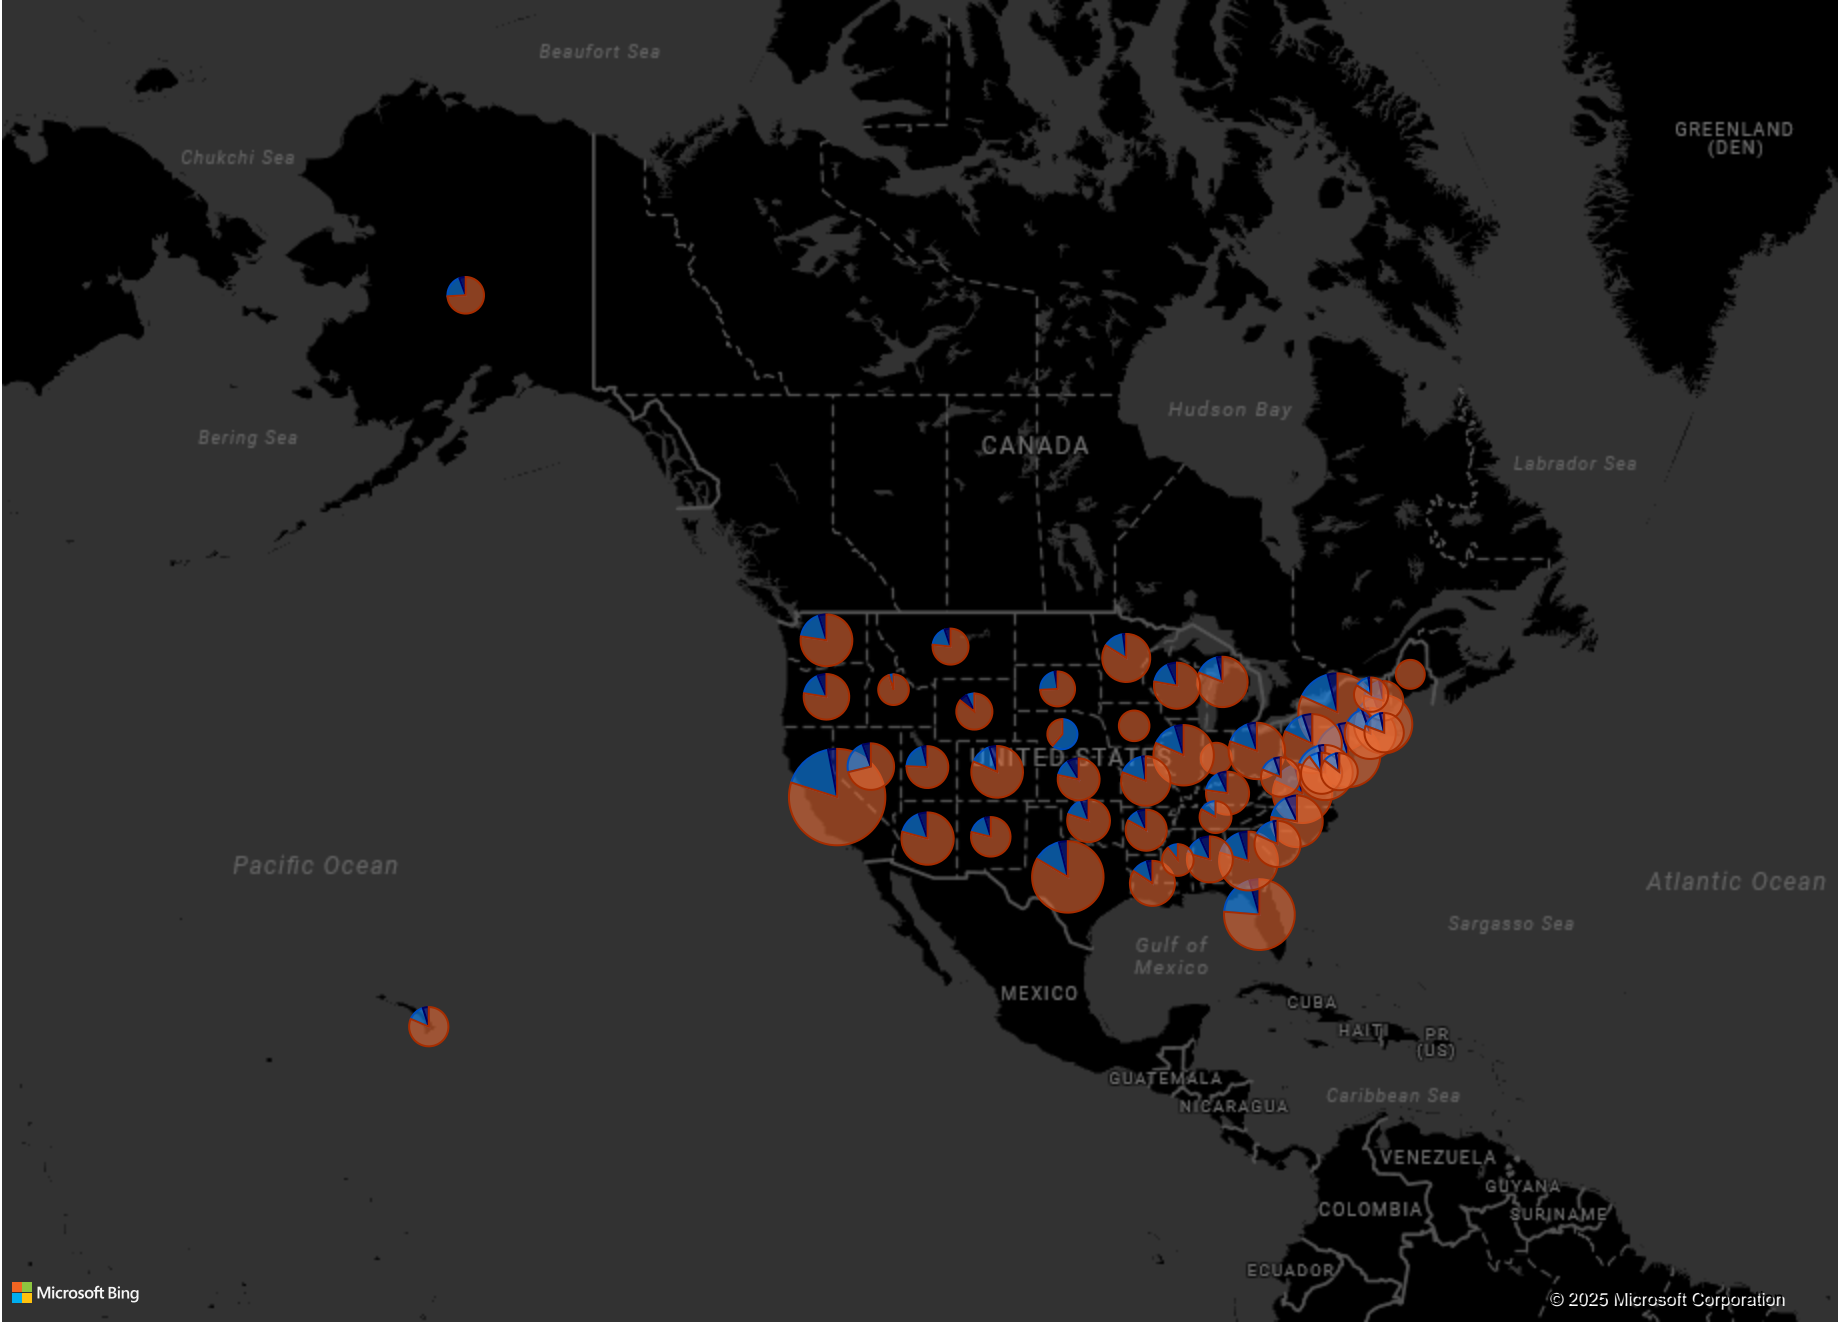 Beaufort Sea
GREENLAND
(DEN)
Chukchi Sea
Hudson Bay
Bering Sea
CANADA
Labrador Sea
UNITED STATES
Pacific Ocean
Atlantic Ocean
Sargasso Sea
Gulf of
Mexico
MEXICO
CUBA
HAITI
PR
(US)
GUATEMALA
Caribbean Sea
NICARAGUA
VENEZUELA
GUYANA
COLOMBIA
SURINAME
ECUADOR
Microsoft Bing
© 2025 Microsoft Corporation